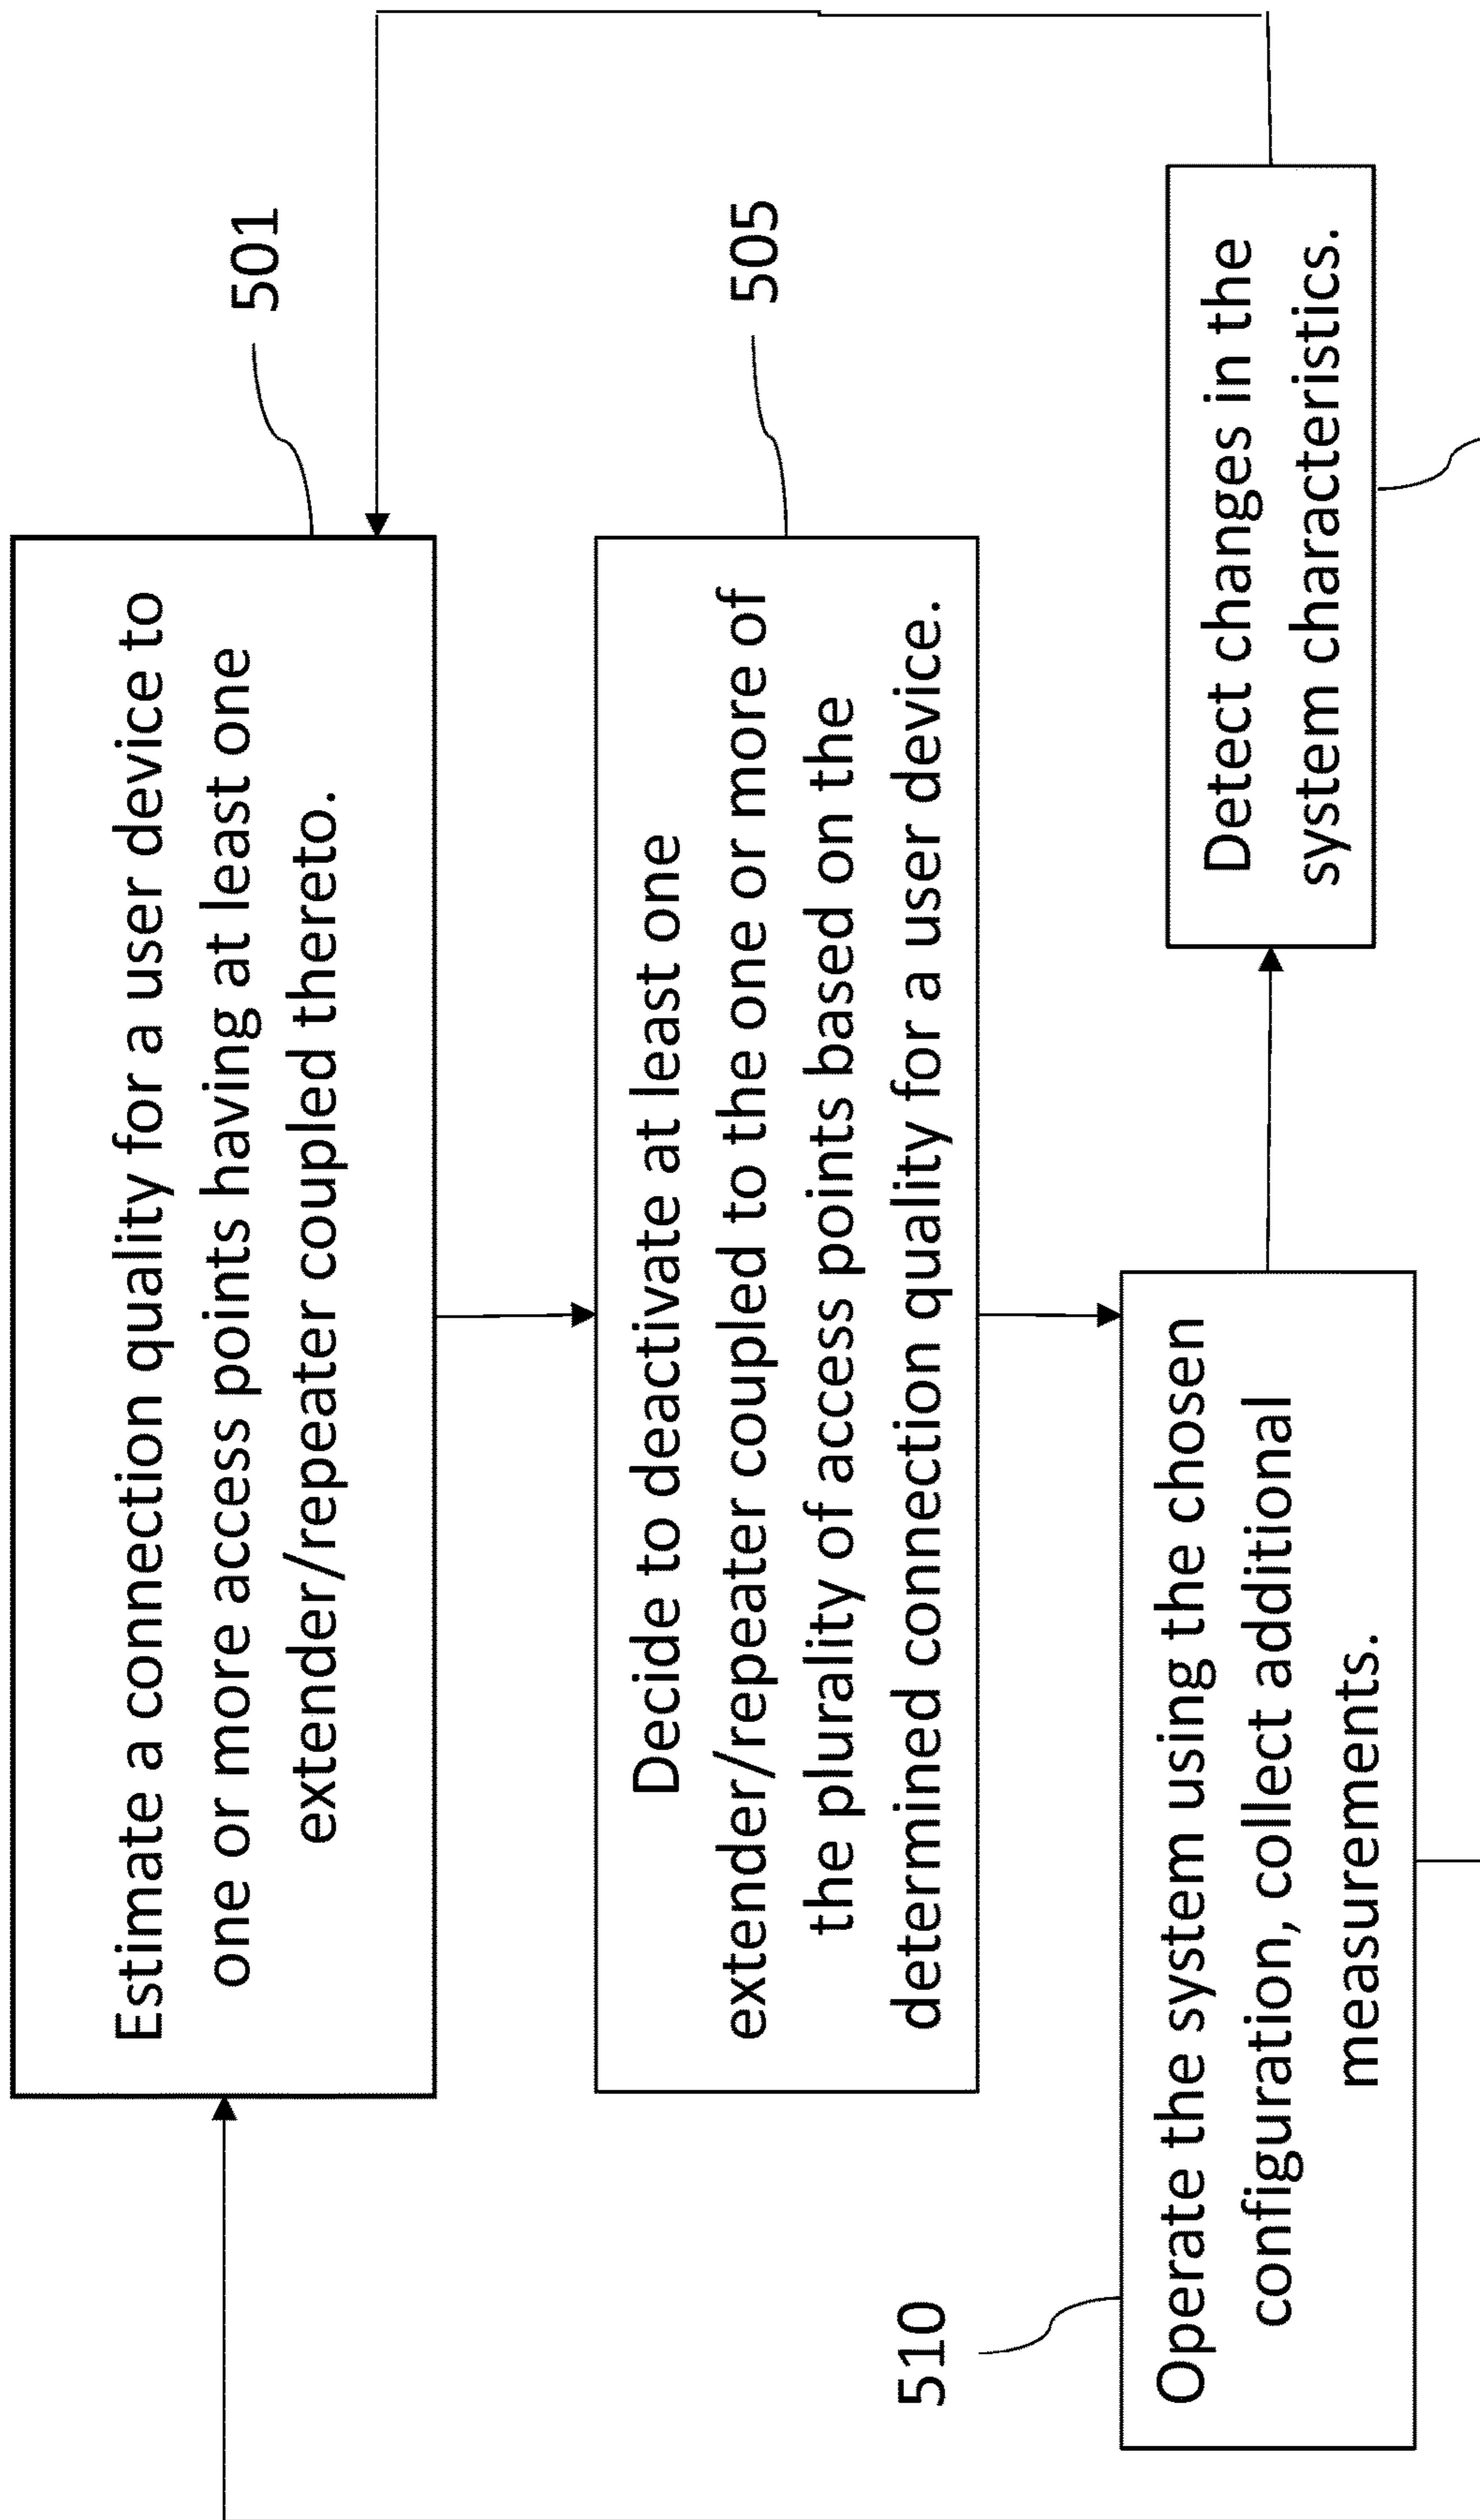 Estimate a connection quality for a user device to
one or more access points having at least one
extender/repeater coupled thereto.
501
Decide to deactivate at least one
extender/repeater coupled to the one or more of
the plurality of access points based on the
determined connection quality for a user device.
505
510
Operate the system using the chosen
configuration, collect additional
measurements.
Detect changes in the
system characteristics.